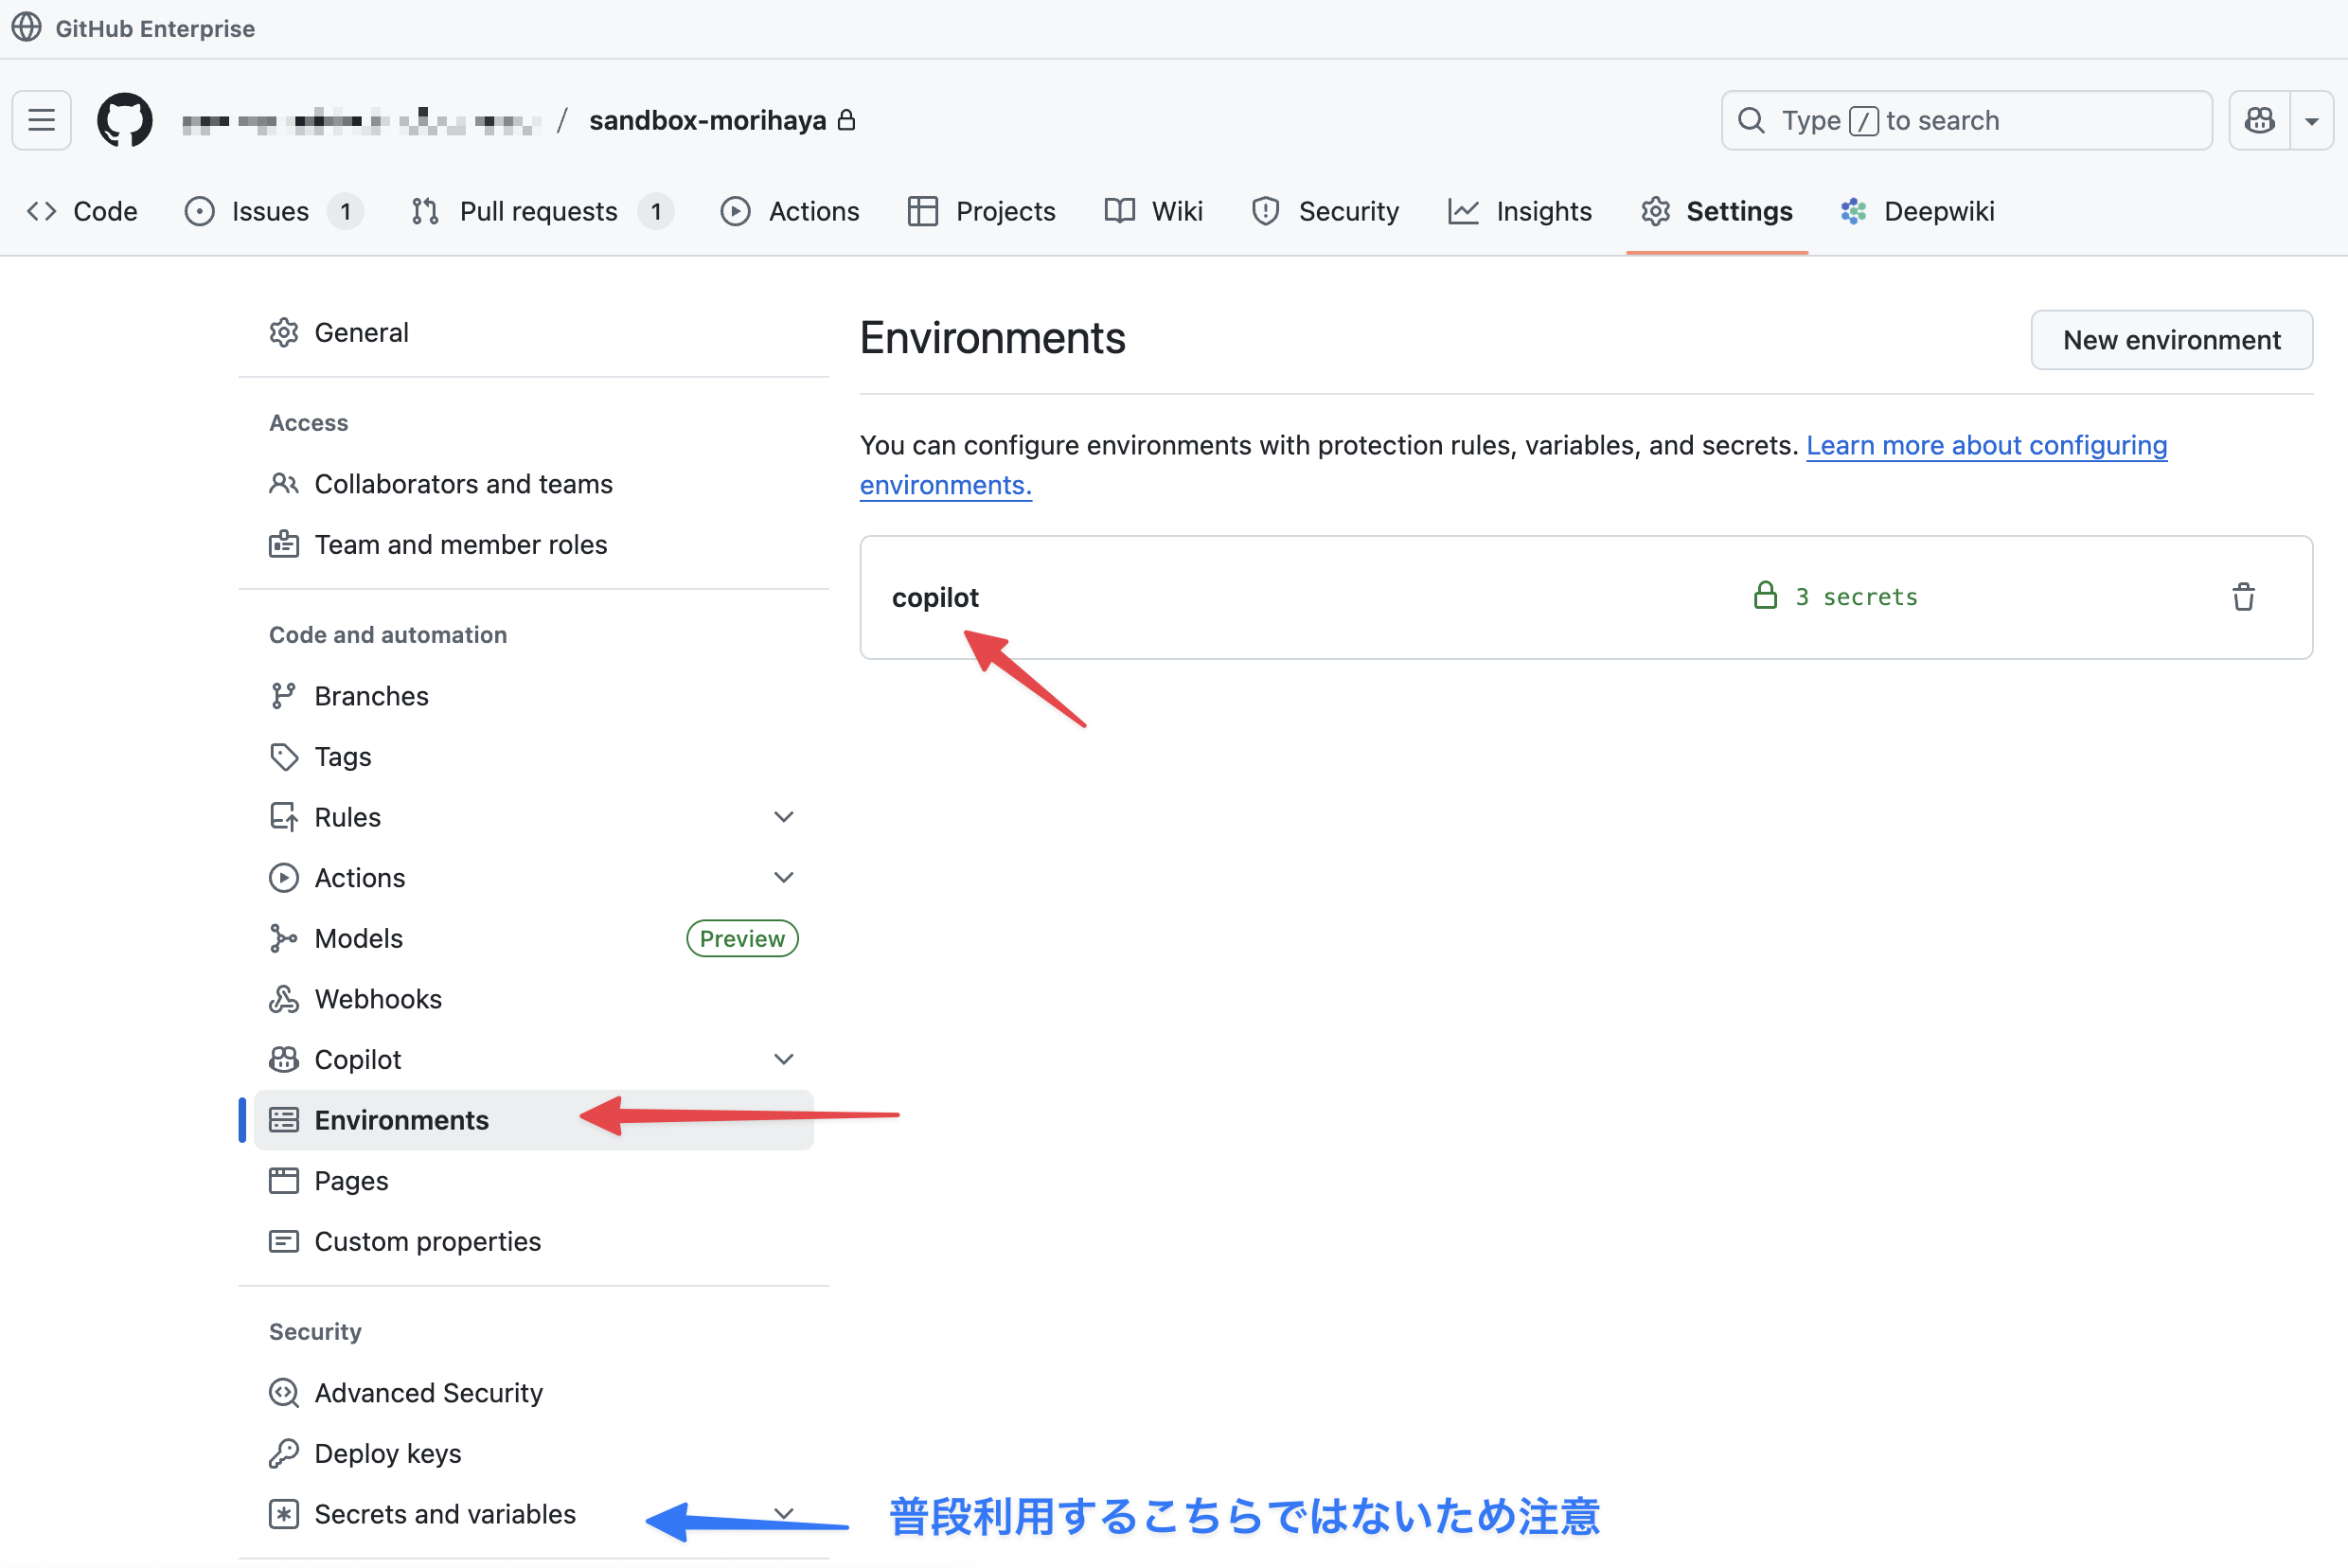 GitHub Enterprise
/ sandbox-morihaya
Type / to search
Code
Issues 1
Pull requests 1
Actions
Projects
Wiki
Security
Insights
Settings
Deepwiki
General
Access
Collaborators and teams
Team and member roles
Code and automation
Branches
Tags
Rules
Actions
Models Preview
Webhooks
Copilot
Environments
Pages
Custom properties
Security
Advanced Security
Deploy keys
Secrets and variables
Environments
New environment
You can configure environments with protection rules, variables, and secrets. Learn more about configuring
environments.
copilot
3 secrets
普段利用するこちらではないため注意